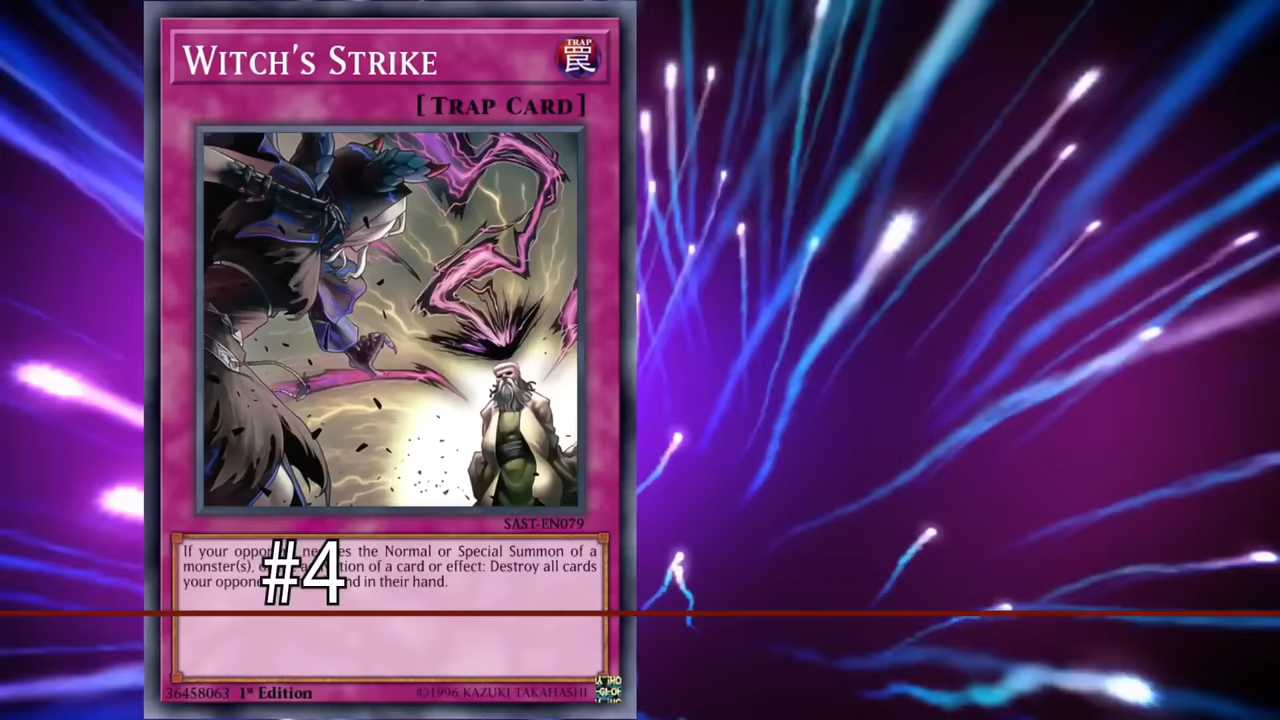 WITCH'S STRIKE
TRAP
罠
[TRAP CARD]
SAST-EN079
If your oppo es the Normal or Special Summon of a
monster(s), tion of a card or effect: Destroy all cards
your oppon nd in their hand.
#4
36458063 1st Edition ©1996 KAZUKI TAKAHASHI